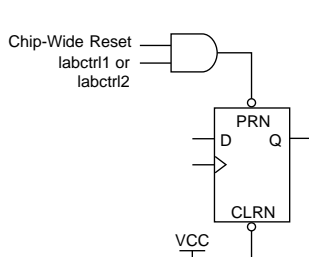 Chip-Wide Reset
labctrl1 or
labctrl2
PRN
D Q
CLRN
VCC